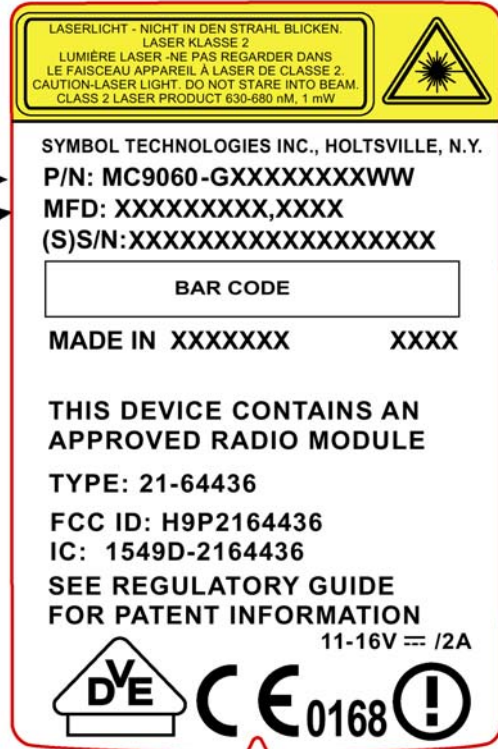 LASERLICHT - NICHT IN DEN STRAHL BLICKEN.
LASER KLASSE 2
LUMIÈRE LASER -NE PAS REGARDER DANS
LE FAISCEAU APPAREIL À LASER DE CLASSE 2.
CAUTION-LASER LIGHT. DO NOT STARE INTO BEAM.
CLASS 2 LASER PRODUCT 630-680 nM, 1 mW
SYMBOL TECHNOLOGIES INC., HOLTSVILLE, N.Y.
P/N: MC9060-GXXXXXXXXWW
MFD: XXXXXXXXX,XXXX
(S)S/N:XXXXXXXXXXXXXXXXXX
BAR CODE
MADE IN XXXXXXX XXXX
THIS DEVICE CONTAINS AN
APPROVED RADIO MODULE
TYPE: 21-64436
FCC ID: H9P2164436
IC: 1549D-2164436
SEE REGULATORY GUIDE
FOR PATENT INFORMATION
11-16V ⎓ /2A
DVE CE 0168 !